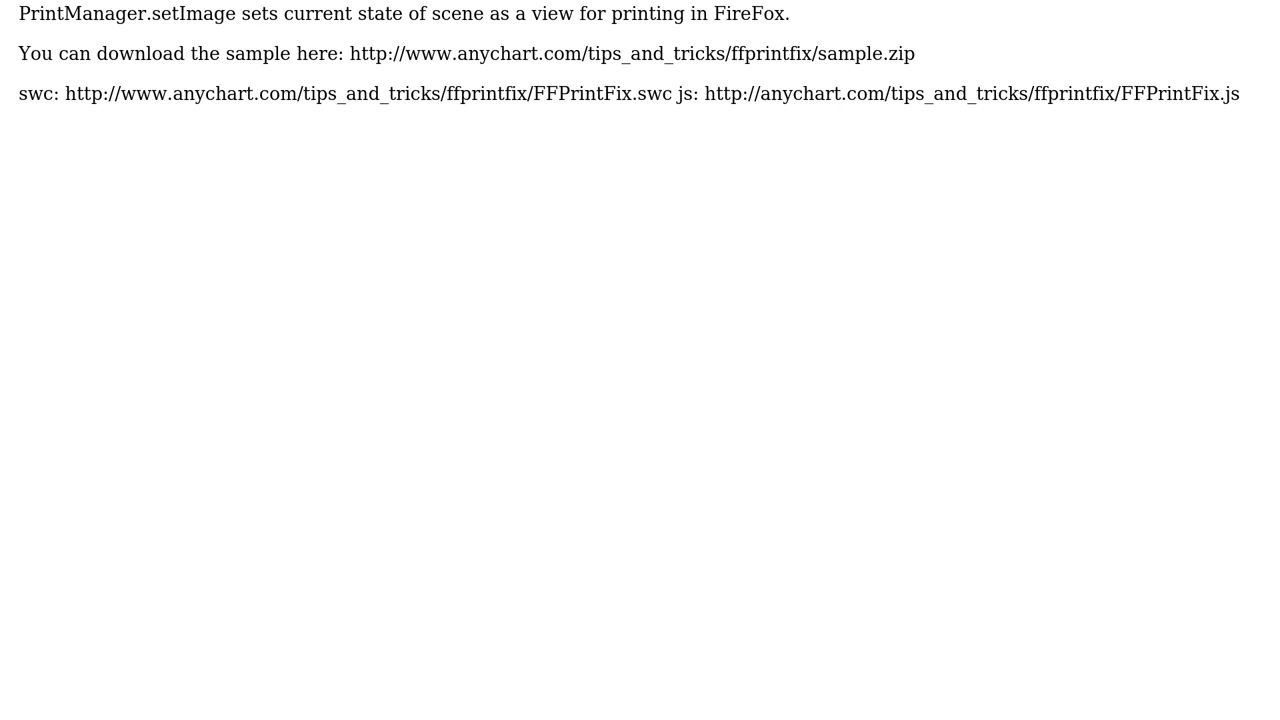 PrintManager.setImage sets current state of scene as a view for printing in FireFox.
You can download the sample here: http://www.anychart.com/tips_and_tricks/ffprintfix/sample.zip
swc: http://www.anychart.com/tips_and_tricks/ffprintfix/FFPrintFix.swc js: http://anychart.com/tips_and_tricks/ffprintfix/FFPrintFix.js